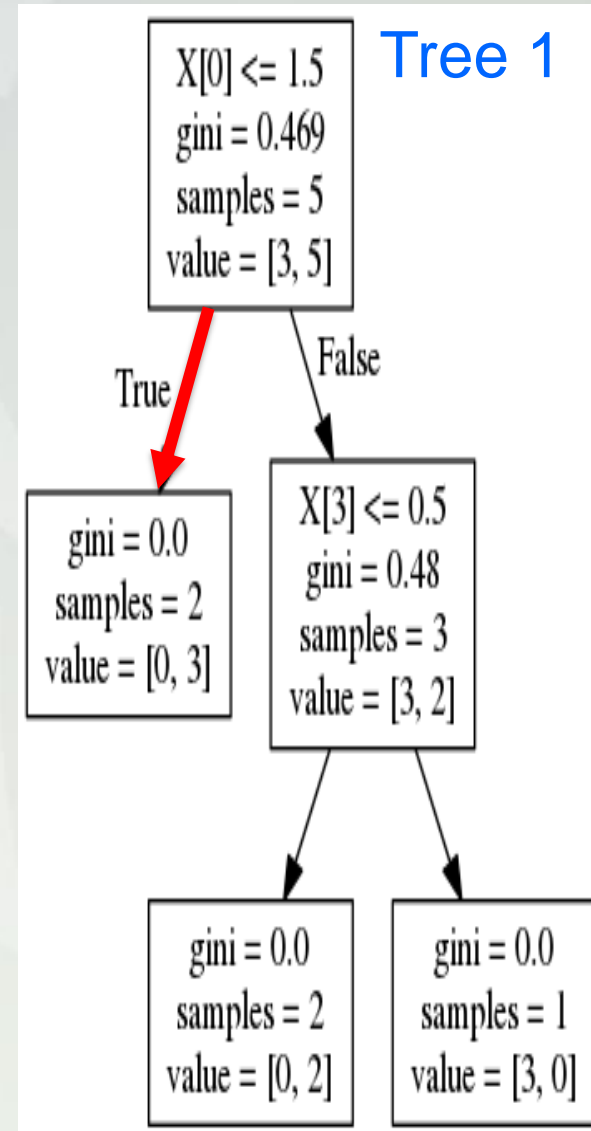 Tree 1
X[0] <= 1.5
gini = 0.469
samples = 5
value = [3, 5]
True
False
gini = 0.0
samples = 2
value = [0, 3]
X[3] <= 0.5
gini = 0.48
samples = 3
value = [3, 2]
gini = 0.0
samples = 2
value = [0, 2]
gini = 0.0
samples = 1
value = [3, 0]